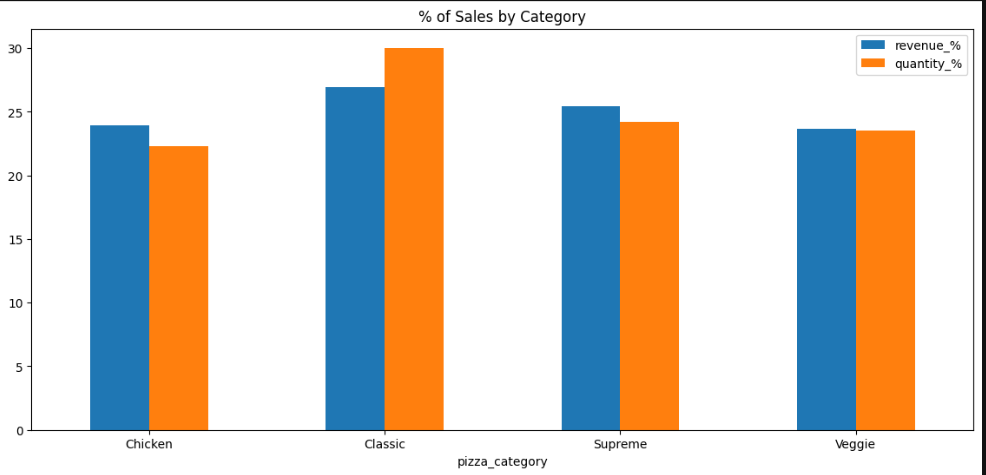 % of Sales by Category
revenue_%
quantity_%
30
25
20
15
10
5
0
Chicken Classic Supreme Veggie
pizza_category